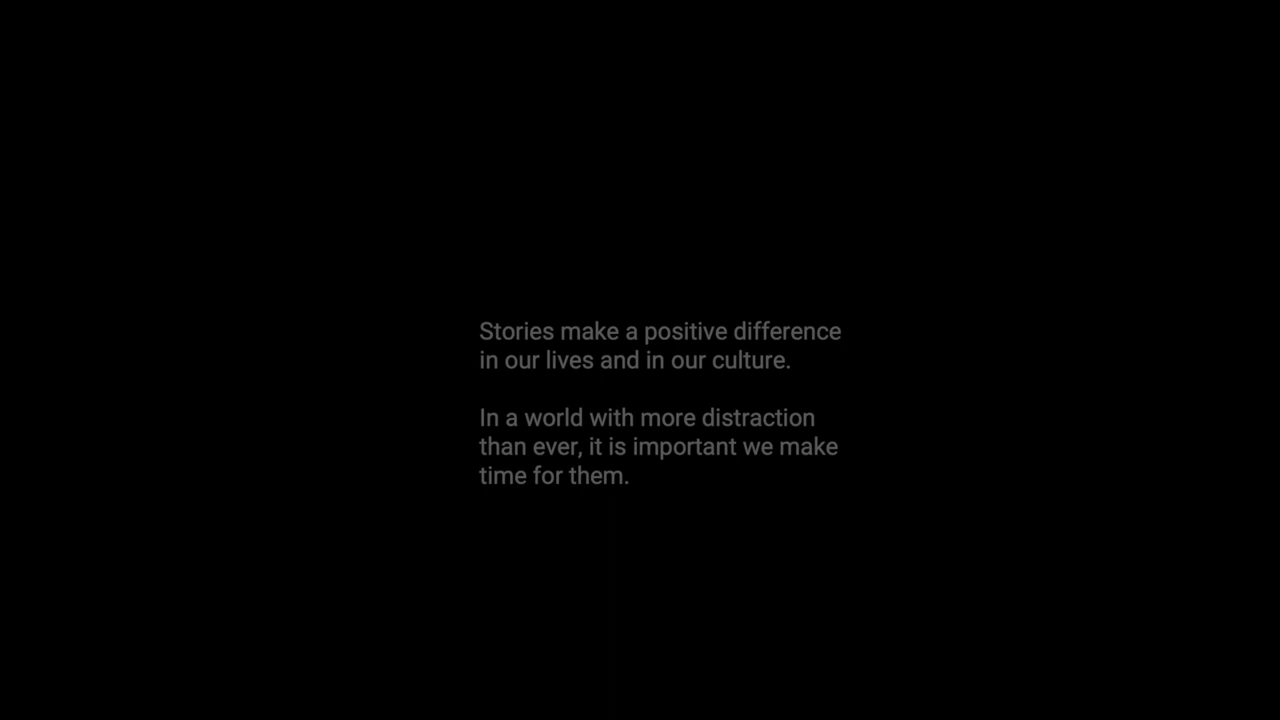 Stories make a positive difference
in our lives and in our culture.
In a world with more distraction
than ever, it is important we make
time for them.